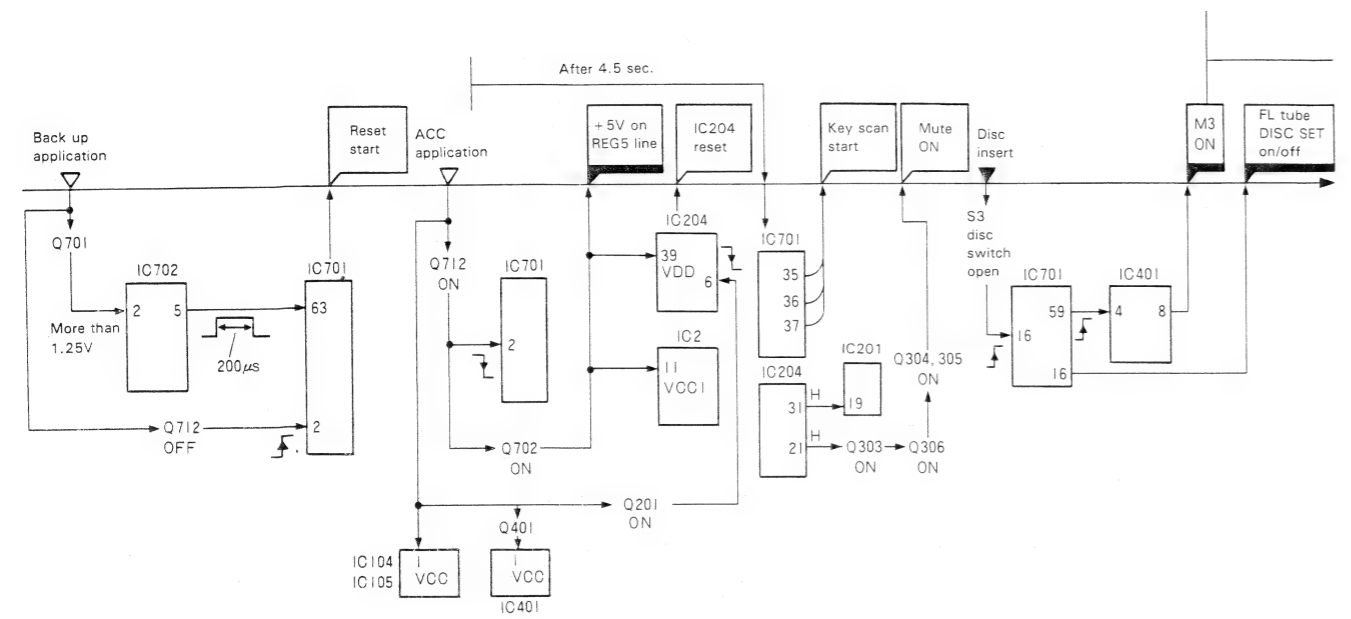 After 4.5 sec.
Back up
application
Reset
start
ACC
application
+5V on
REG5 line
IC204
reset
Key scan
start
Mute
ON
Disc
insert
M3
ON
FL tube
DISC SET
on/off
Q701
IC702
2
5
More than
1.25V
200μs
IC701
63
2
Q712
OFF
Q712
ON
IC701
2
Q702
ON
IC204
39
VDD
6
IC2
11
VCC1
Q201
ON
Q401
IC104
IC105
1
VCC
1
VCC
IC401
IC701
35
36
37
IC204
31
H
21
H
IC201
19
Q303
ON
Q306
ON
Q304, 305
ON
S3
disc
switch
open
IC701
59
16
16
IC401
4
8